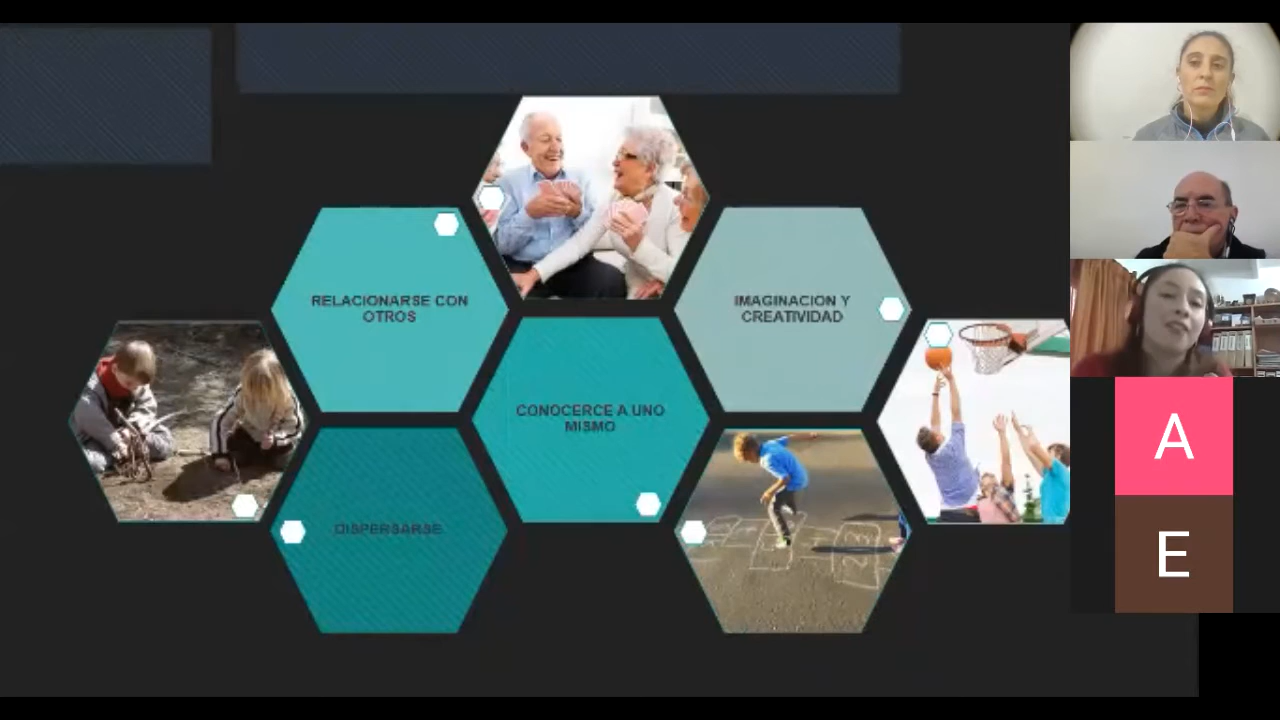 RELACIONARSE CON
OTROS
IMAGINACION Y
CREATIVIDAD
CONOCERCE A UNO
MISMO
DISPERSARSE
A
E